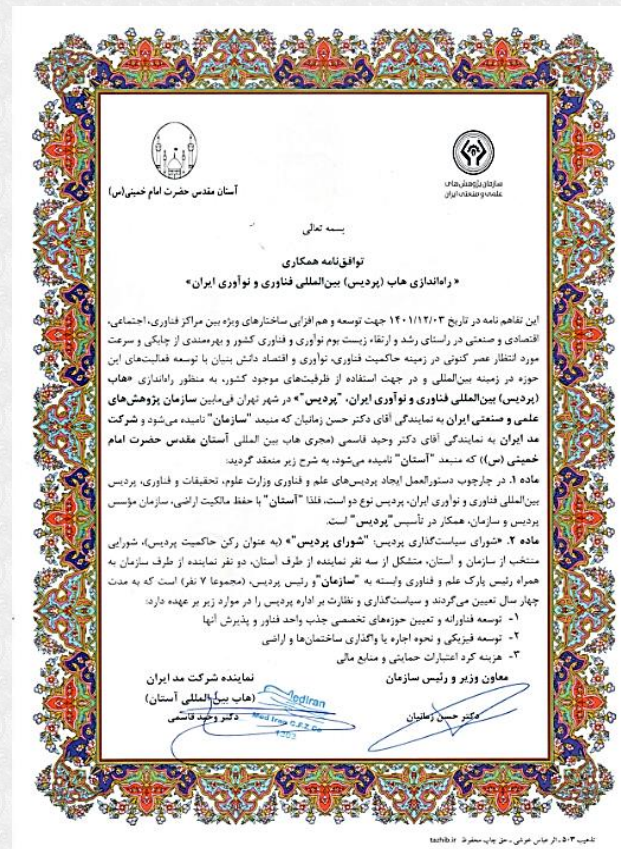 آستان مقدس حضرت امام خمینی(س)
سازمان پژوهش‌های
علمی و صنعتی ایران
بسمه تعالی
توافق‌نامه همکاری
« راه‌اندازی هاب (پردیس) بین‌المللی فناوری و نوآوری ایران»
این تفاهم نامه در تاریخ ۱۴۰۱/۱۲/۰۳ جهت توسعه و هم افزایی ساختارهای ویژه بین مراکز فناوری، اجتماعی،
اقتصادی و صنعتی در راستای رشد و ارتقاء زیست بوم نوآوری و فناوری کشور و بهره‌مندی از چابکی و سرعت
مورد انتظار عصر کنونی در زمینه حاکمیت فناوری، نوآوری و اقتصاد دانش بنیان با توسعه فعالیت‌های این
حوزه در زمینه بین‌المللی و در جهت استفاده از ظرفیت‌های موجود کشور، به منظور راه‌اندازی «هاب
(پردیس) بین‌المللی فناوری و نوآوری ایران، "پردیس"» در شهر تهران فی‌مابین سازمان پژوهش‌های
علمی و صنعتی ایران به نمایندگی آقای دکتر حسن زمانیان که منبعد "سازمان" نامیده می‌شود و شرکت
مد ایران به نمایندگی آقای دکتر وحید قاسمی (مجری هاب بین المللی آستان مقدس حضرت امام
خمینی (س)) که منبعد "آستان" نامیده می‌شود، به شرح زیر منعقد گردید:
ماده ۱. در چارچوب دستورالعمل ایجاد پردیس‌های علم و فناوری وزارت علوم، تحقیقات و فناوری، پردیس
بین‌المللی فناوری و نوآوری ایران، پردیس نوع دو است، فلذا "آستان" با حفظ مالکیت اراضی، سازمان مؤسس
پردیس و سازمان، همکار در تأسیس "پردیس" است.
ماده ۲. «شورای سیاست‌گذاری پردیس: "شورای پردیس"» (به عنوان رکن حاکمیت پردیس)، شورایی
منتخب از سازمان و آستان، متشکل از سه نفر نماینده از طرف آستان، دو نفر نماینده از طرف سازمان به
همراه رئیس پارک علم و فناوری وابسته به "سازمان" و رئیس پردیس، (مجموعا ۷ نفر) است که به مدت
چهار سال تعیین می‌گردند و سیاست‌گذاری و نظارت بر اداره پردیس را در موارد زیر بر عهده دارد:
۱- توسعه فناورانه و تعیین حوزه‌های تخصصی جذب واحد فناور و پذیرش آنها
۲- توسعه فیزیکی و نحوه اجاره یا واگذاری ساختمان‌ها و اراضی
۳- هزینه کرد اعتبارات حمایتی و منابع مالی
معاون وزیر و رئیس سازمان
دکتر حسن زمانیان
نماینده شرکت مد ایران
(هاب بین المللی آستان)
دکتر وحید قاسمی
Mediran
تذهیب ۵۰۳ ـ اثر عباس خوشی ـ حق چاپ محفوظ tazhib.ir